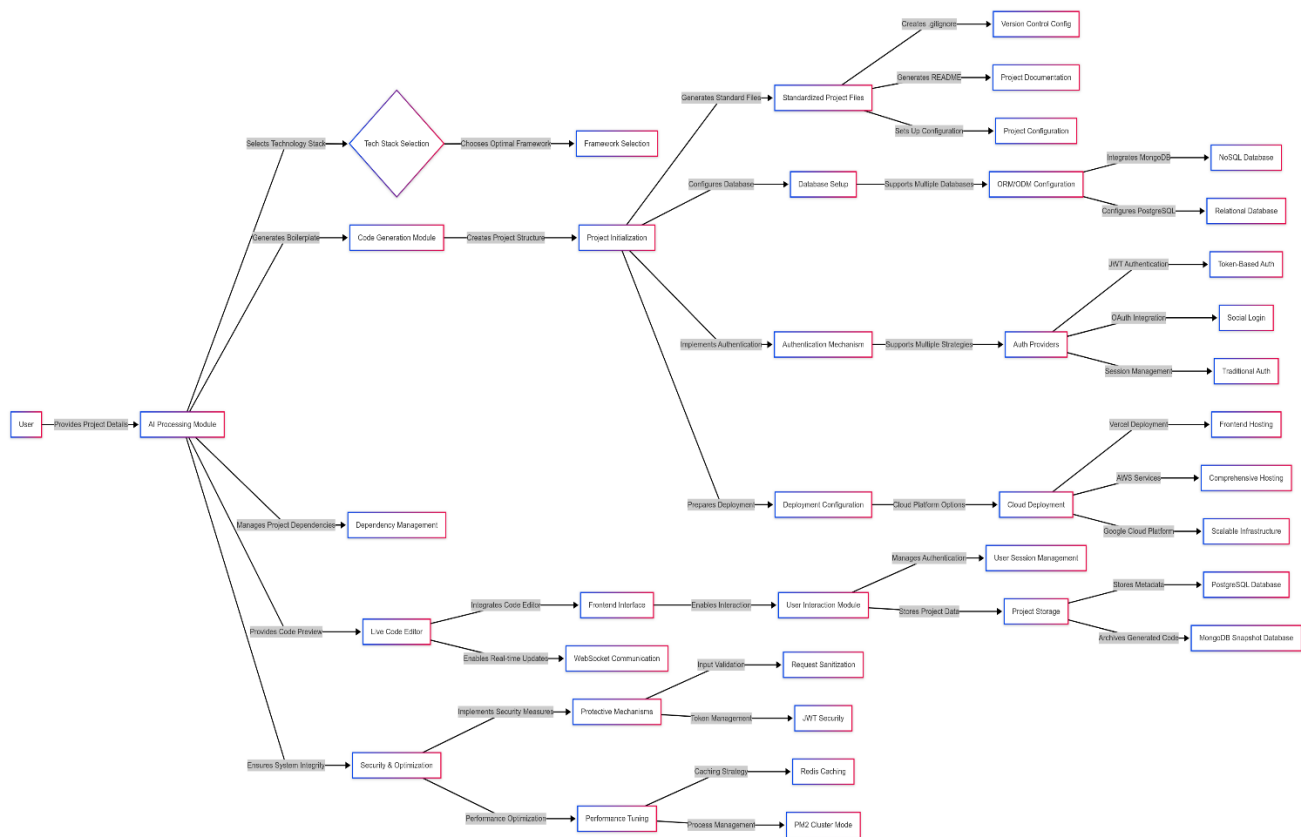 Creates .gitignore
Version Control Config
Generates README
Project Documentation
Generates Standard Files
Standardized Project Files
Sets Up Configuration
Project Configuration
Selects Technology Stack
Tech Stack Selection
Chooses Optimal Framework
Framework Selection
Integrates MongoDB
NoSQL Database
Configures Database
Database Setup
Supports Multiple Databases
ORM/ODM Configuration
Configures PostgreSQL
Relational Database
Generates Boilerplate
Code Generation Module
Creates Project Structure
Project Initialization
JWT Authentication
Token-Based Auth
OAuth Integration
Social Login
Implements Authentication
Authentication Mechanism
Supports Multiple Strategies
Auth Providers
Session Management
Traditional Auth
User
Provides Project Details
AI Processing Module
Vercel Deployment
Frontend Hosting
AWS Services
Comprehensive Hosting
Prepares Deployment
Deployment Configuration
Cloud Platform Options
Cloud Deployment
Google Cloud Platform
Scalable Infrastructure
Manages Project Dependencies
Dependency Management
Manages Authentication
User Session Management
Stores Metadata
PostgreSQL Database
Integrates Code Editor
Frontend Interface
Enables Interaction
User Interaction Module
Stores Project Data
Project Storage
Provides Code Preview
Live Code Editor
Archives Generated Code
MongoDB Snapshot Database
Enables Real-time Updates
WebSocket Communication
Input Validation
Request Sanitization
Implements Security Measures
Protective Mechanisms
Token Management
JWT Security
Ensures System Integrity
Security & Optimization
Caching Strategy
Redis Caching
Performance Optimization
Performance Tuning
Process Management
PM2 Cluster Mode